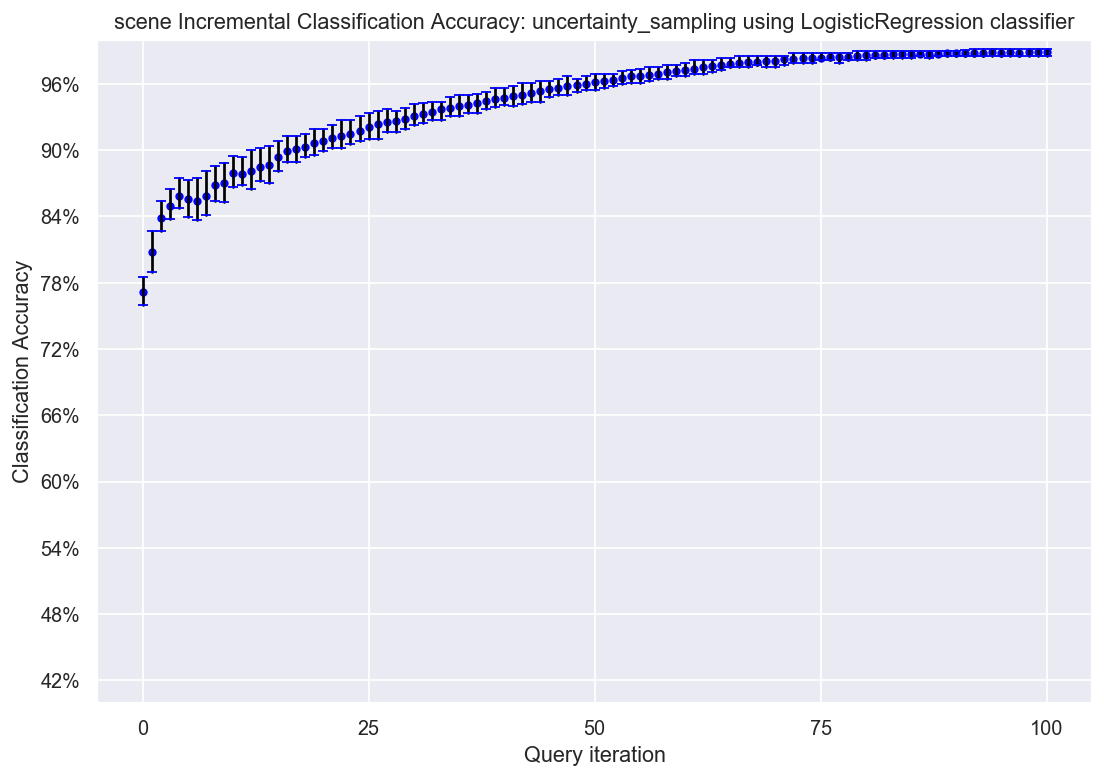 scene Incremental Classification Accuracy: uncertainty_sampling using LogisticRegression classifier
96%
90%
84%
78%
72%
66%
60%
54%
48%
42%
Classification Accuracy
0 25 50 75 100
Query iteration